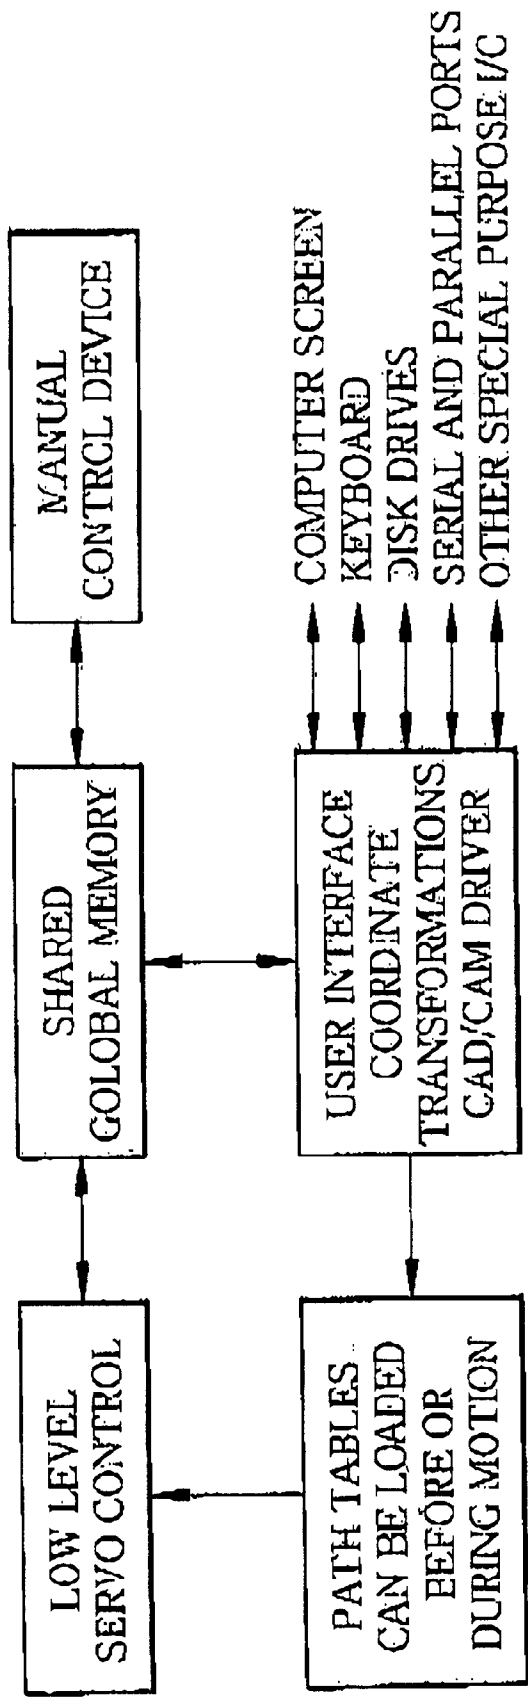 LOW LEVEL
SERVO CONTROL
SHARED
GOLOBAL MEMORY
MANUAL
CONTROL DEVICE
PATH TABLES
CAN BE LOADED
BEFORE OR
DURING MOTION
USER INTERFACE
COORDINATE
TRANSFORMATIONS
CAD/CAM DRIVER
COMPUTER SCREEN
KEYBOARD
DISK DRIVES
SERIAL AND PARALLEL PORTS
OTHER SPECIAL PURPOSE I/C